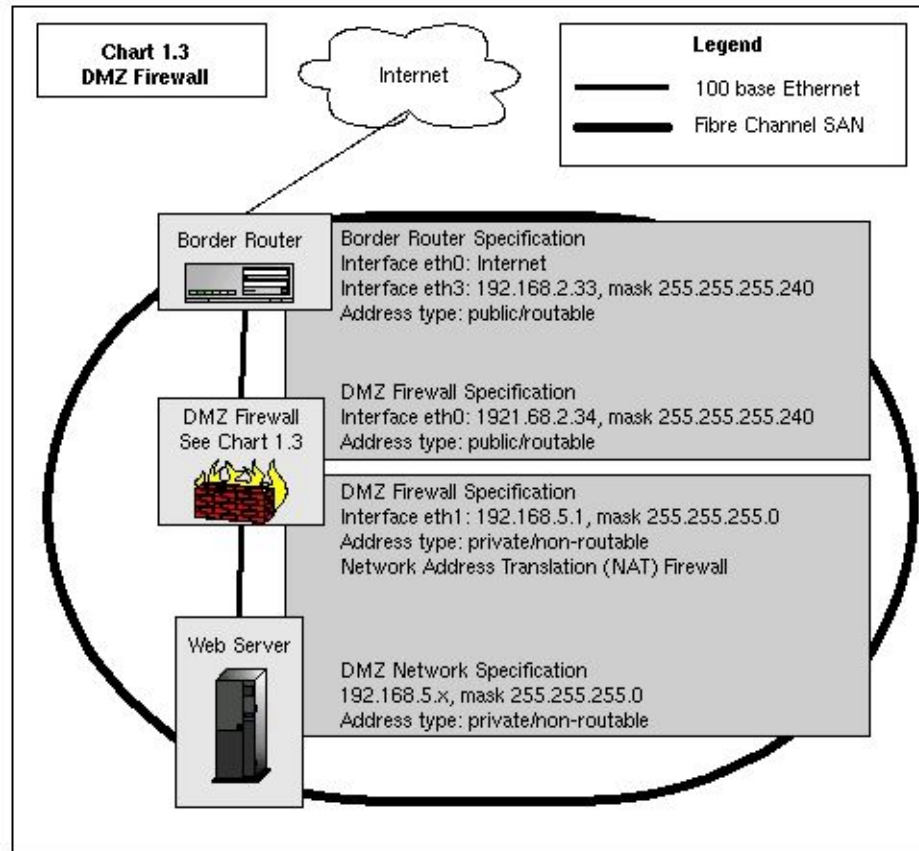 Chart 1.3
DMZ Firewall
Internet
Legend
100 base Ethernet
Fibre Channel SAN
Border Router
Border Router Specification
Interface eth0: Internet
Interface eth3: 192.168.2.33, mask 255.255.255.240
Address type: public/routable
DMZ Firewall
See Chart 1.3
DMZ Firewall Specification
Interface eth0: 1921.68.2.34, mask 255.255.255.240
Address type: public/routable
DMZ Firewall Specification
Interface eth1: 192.168.5.1, mask 255.255.255.0
Address type: private/non-routable
Network Address Translation (NAT) Firewall
Web Server
DMZ Network Specification
192.168.5.x, mask 255.255.255.0
Address type: private/non-routable